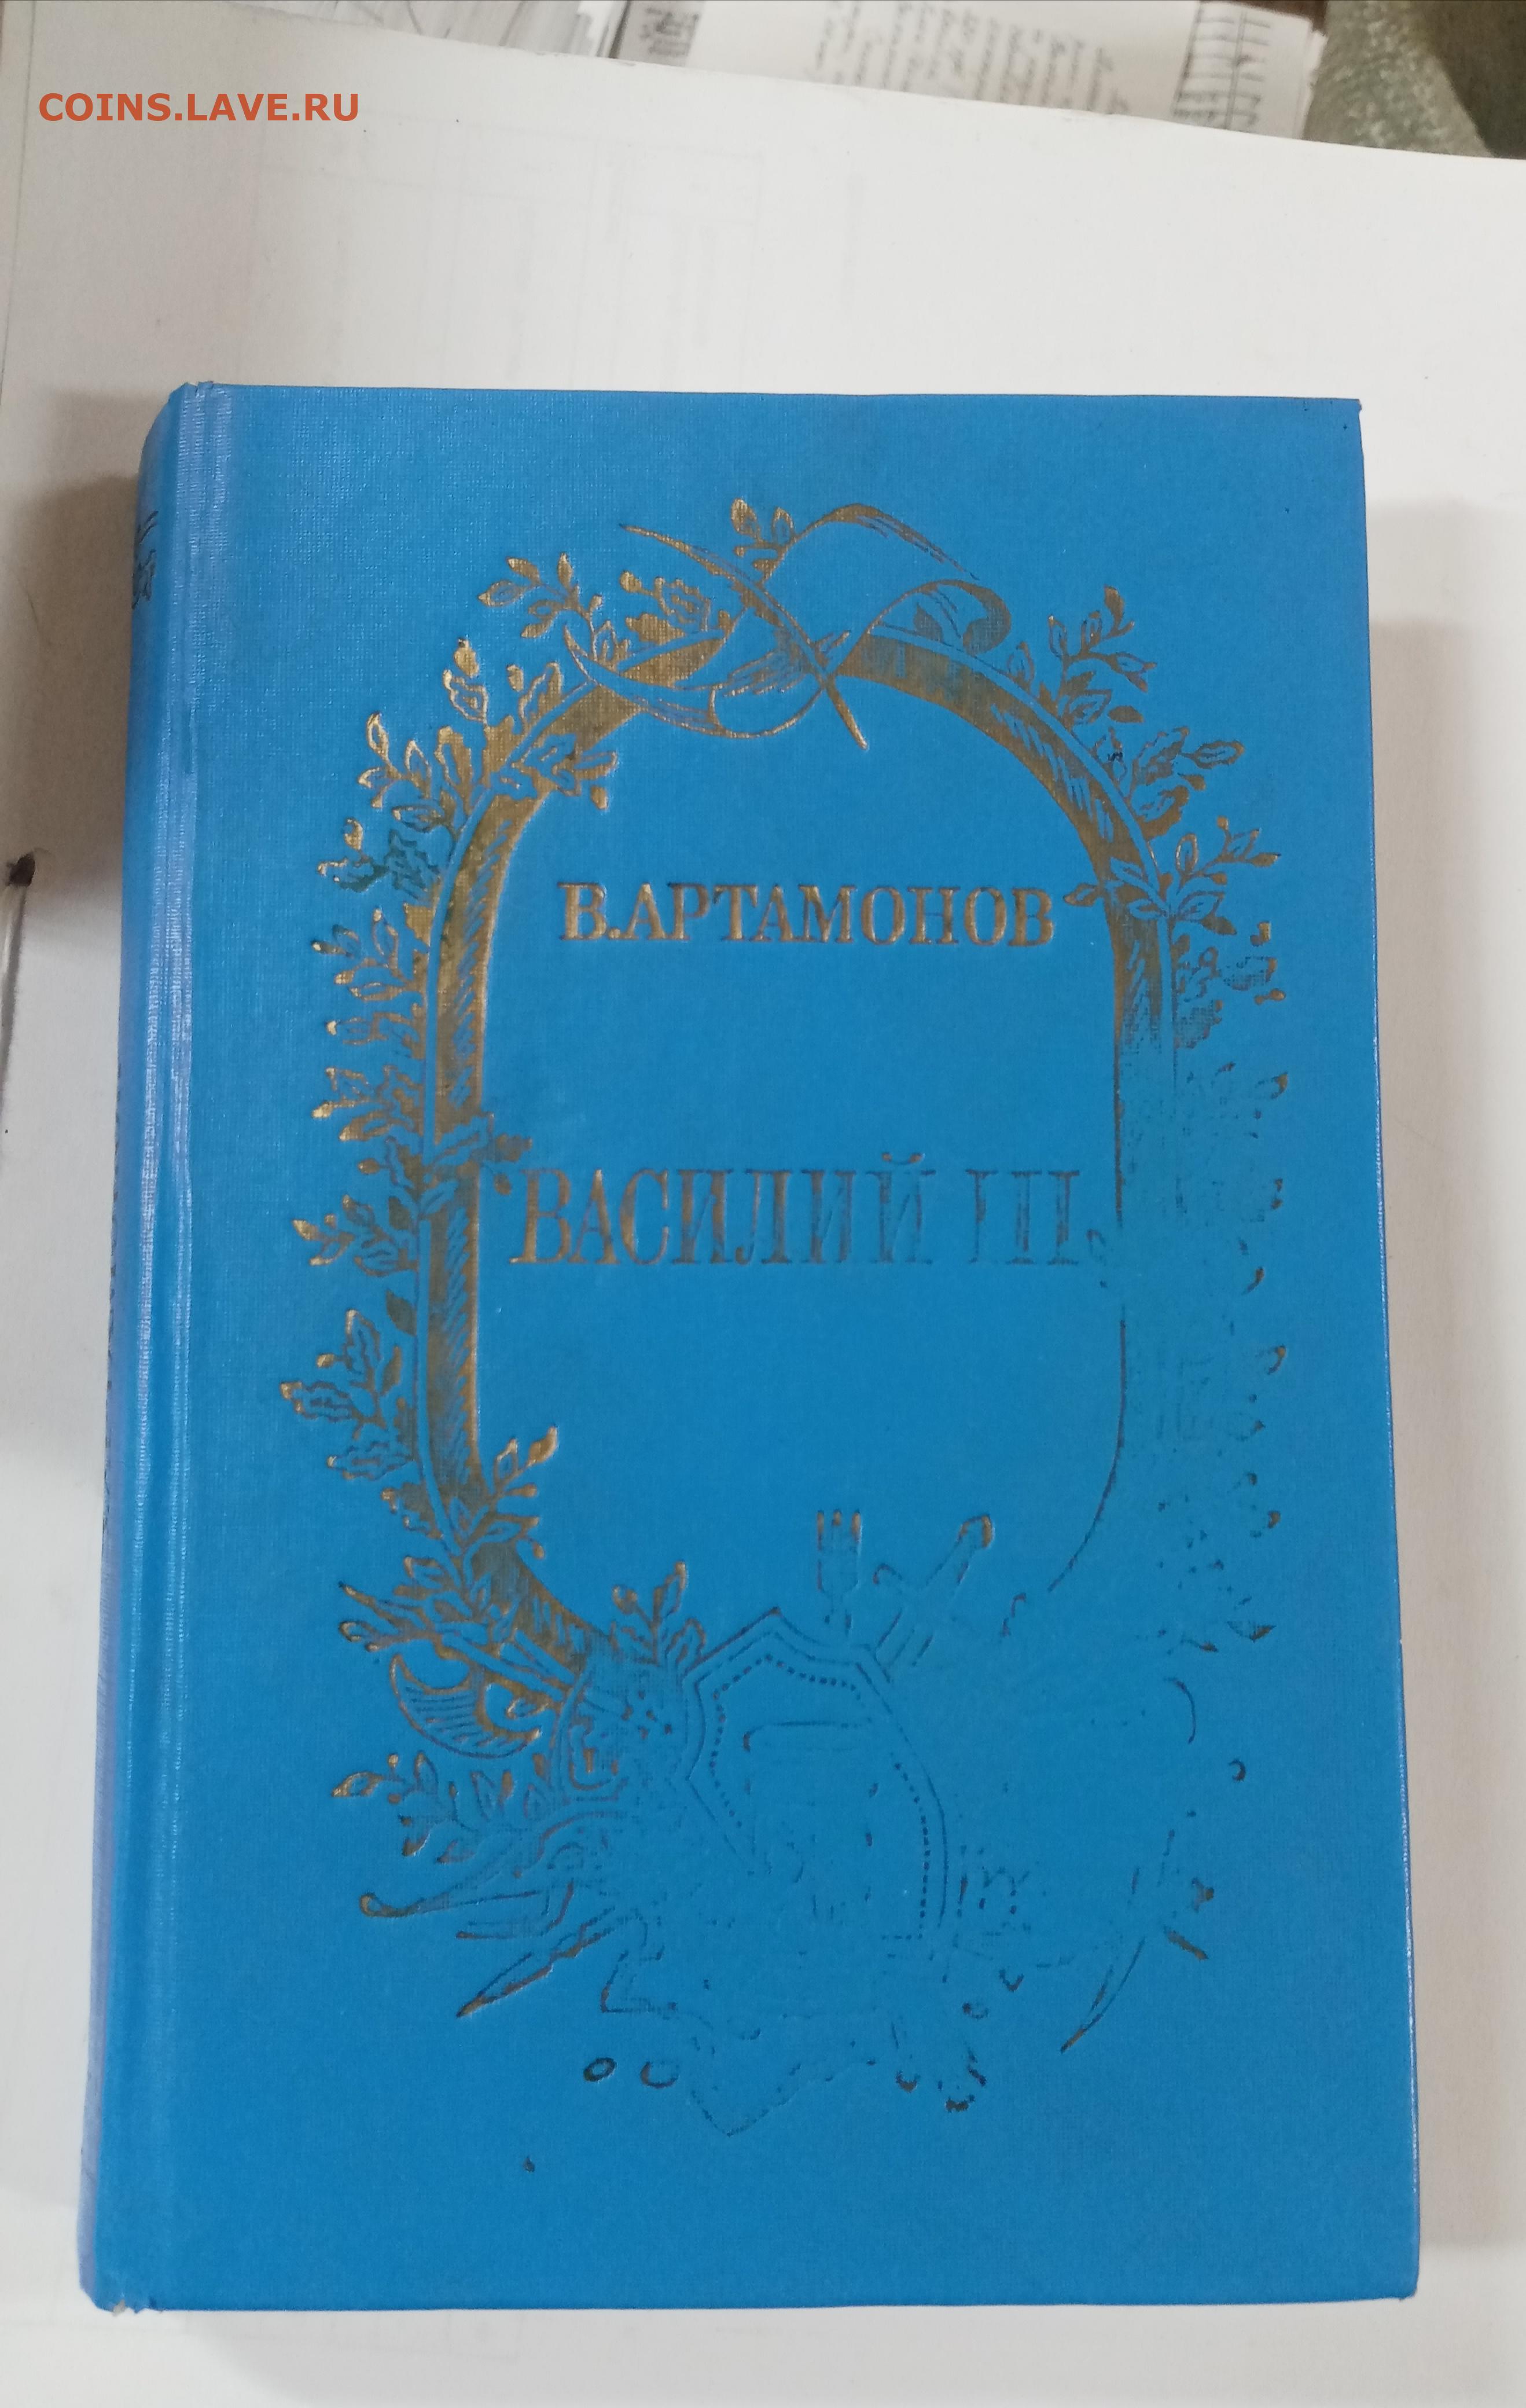 COINS.LAVE.RU
В.АРТАМОНОВ
ВАСИЛИЙ III